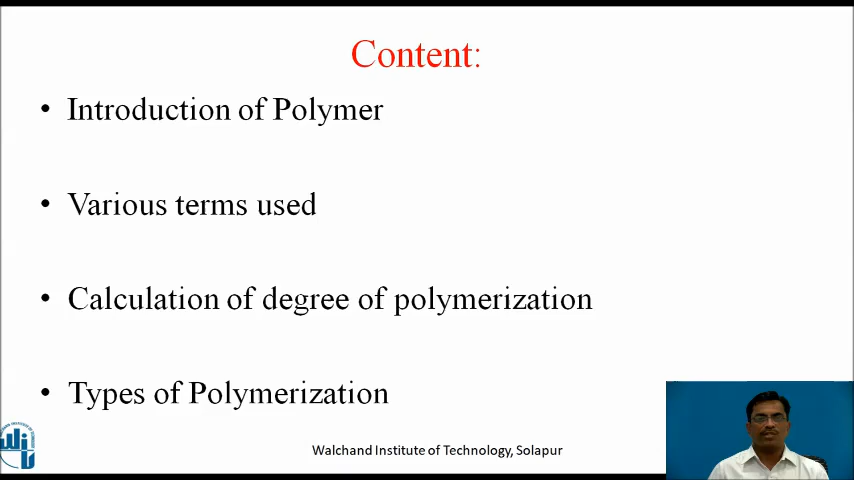 Content:
• Introduction of Polymer
• Various terms used
• Calculation of degree of polymerization
• Types of Polymerization
Walchand Institute of Technology, Solapur